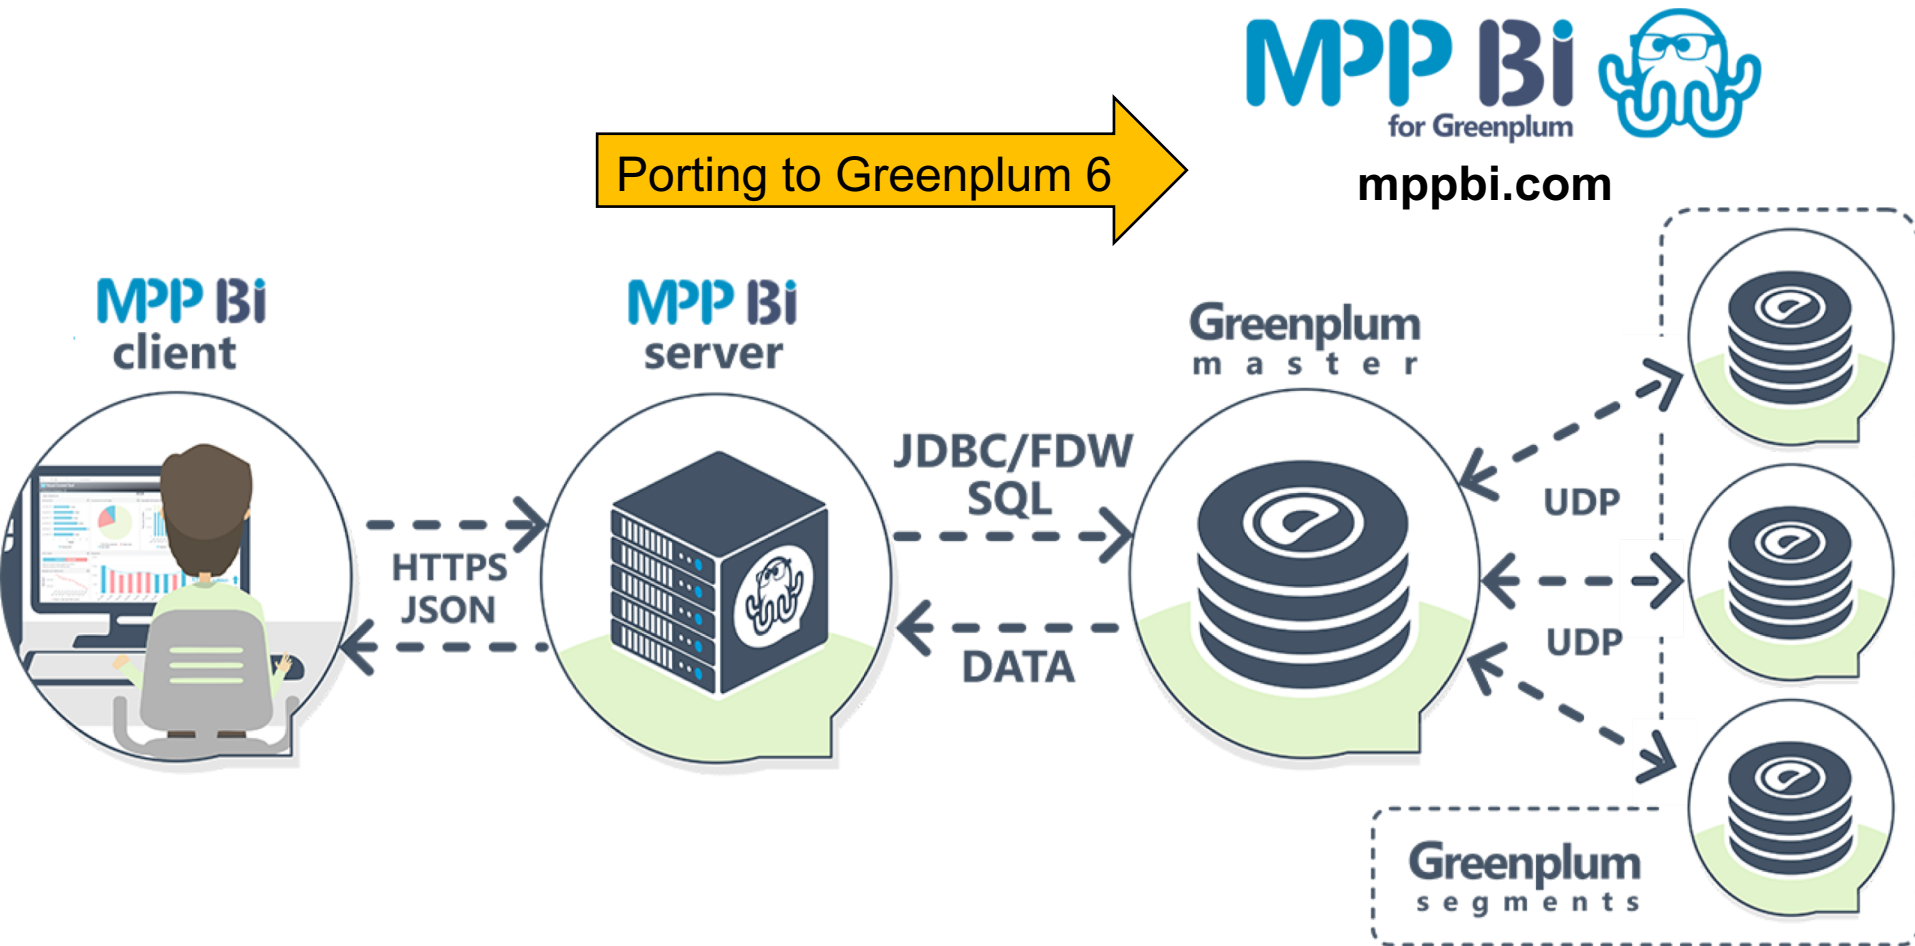 MPP Bi
for Greenplum
mppbi.com
Porting to Greenplum 6
MPP Bi
client
MPP Bi
server
Greenplum
master
HTTPS
JSON
JDBC/FDW
SQL
DATA
UDP
UDP
Greenplum
segments